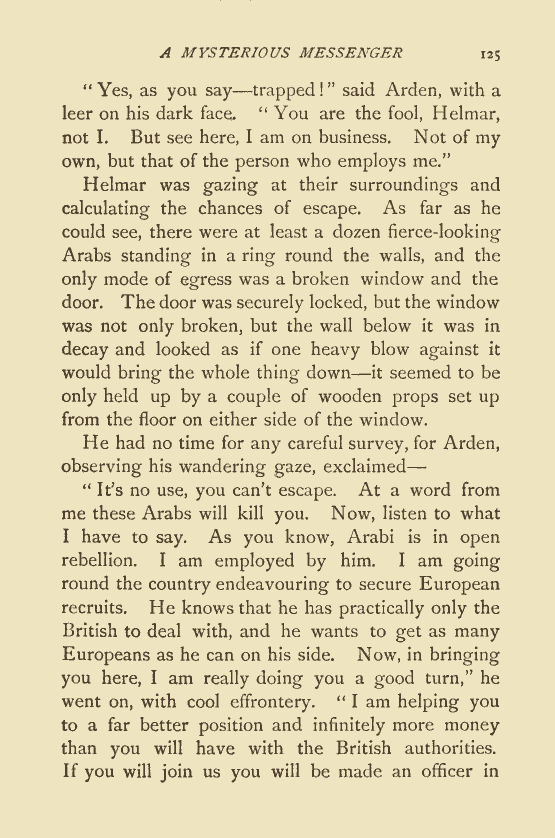 A MYSTERIOUS MESSENGER 125
“Yes, as you say—trapped!” said Arden, with a
leer on his dark face. “You are the fool, Helmar,
not I. But see here, I am on business. Not of my
own, but that of the person who employs me.”
Helmar was gazing at their surroundings and
calculating the chances of escape. As far as he
could see, there were at least a dozen fierce-looking
Arabs standing in a ring round the walls, and the
only mode of egress was a broken window and the
door. The door was securely locked, but the window
was not only broken, but the wall below it was in
decay and looked as if one heavy blow against it
would bring the whole thing down—it seemed to be
only held up by a couple of wooden props set up
from the floor on either side of the window.
He had no time for any careful survey, for Arden,
observing his wandering gaze, exclaimed—
“It's no use, you can't escape. At a word from
me these Arabs will kill you. Now, listen to what
I have to say. As you know, Arabi is in open
rebellion. I am employed by him. I am going
round the country endeavouring to secure European
recruits. He knows that he has practically only the
British to deal with, and he wants to get as many
Europeans as he can on his side. Now, in bringing
you here, I am really doing you a good turn,” he
went on, with cool effrontery. “I am helping you
to a far better position and infinitely more money
than you will have with the British authorities.
If you will join us you will be made an officer in